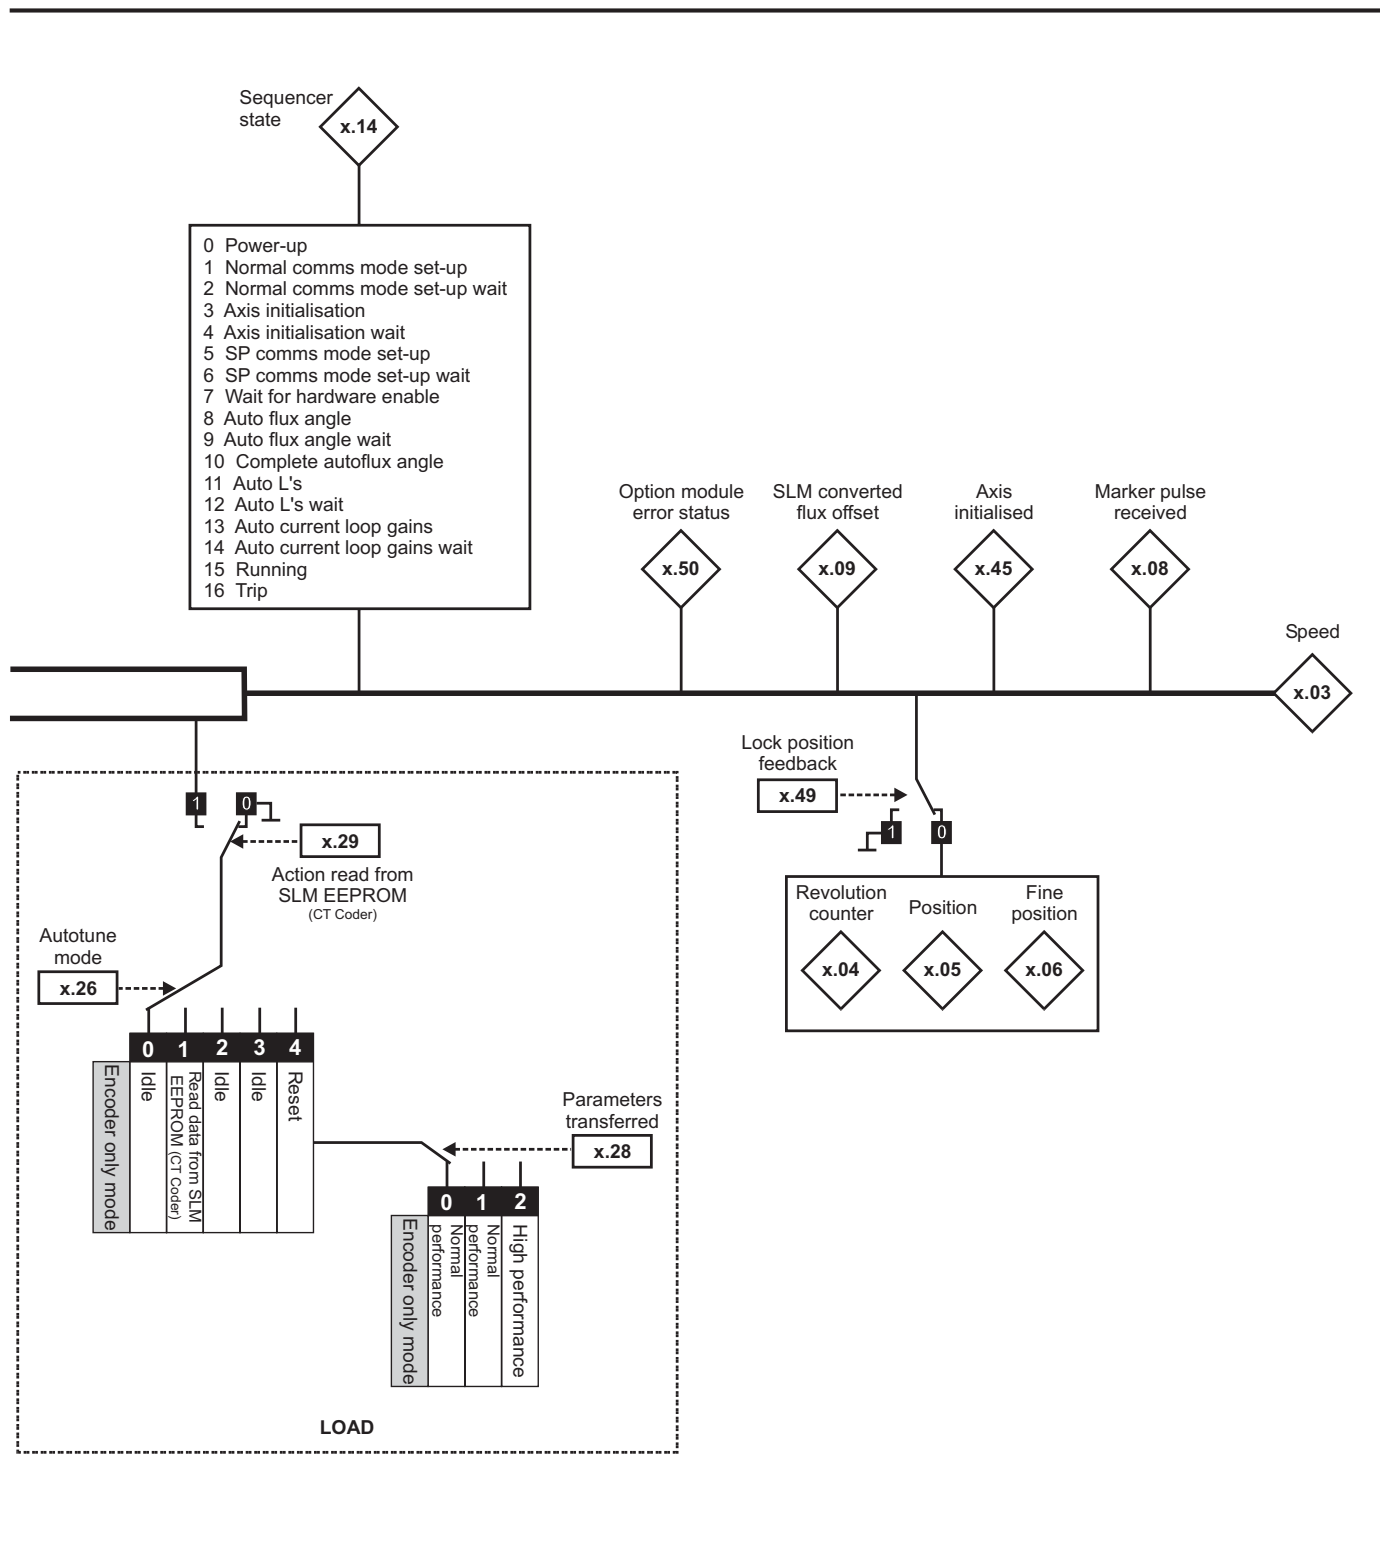 Sequencer
state
x.14
0 Power-up
1 Normal comms mode set-up
2 Normal comms mode set-up wait
3 Axis initialisation
4 Axis initialisation wait
5 SP comms mode set-up
6 SP comms mode set-up wait
7 Wait for hardware enable
8 Auto flux angle
9 Auto flux angle wait
10 Complete autoflux angle
11 Auto L's
12 Auto L's wait
13 Auto current loop gains
14 Auto current loop gains wait
15 Running
16 Trip
Option module
error status
x.50
SLM converted
flux offset
x.09
Axis
initialised
x.45
Marker pulse
received
x.08
Speed
x.03
Lock position
feedback
x.49
1
0
Revolution
counter
x.04
Position
x.05
Fine
position
x.06
1
0
x.29
Action read from
SLM EEPROM
(CT Coder)
Autotune
mode
x.26
0
1
2
3
4
Encoder only mode
Idle
Read data from SLM
EEPROM (CT Coder)
Idle
Idle
Reset
Parameters
transferred
x.28
0
1
2
Encoder only mode
Normal
performance
Normal
performance
High performance
LOAD